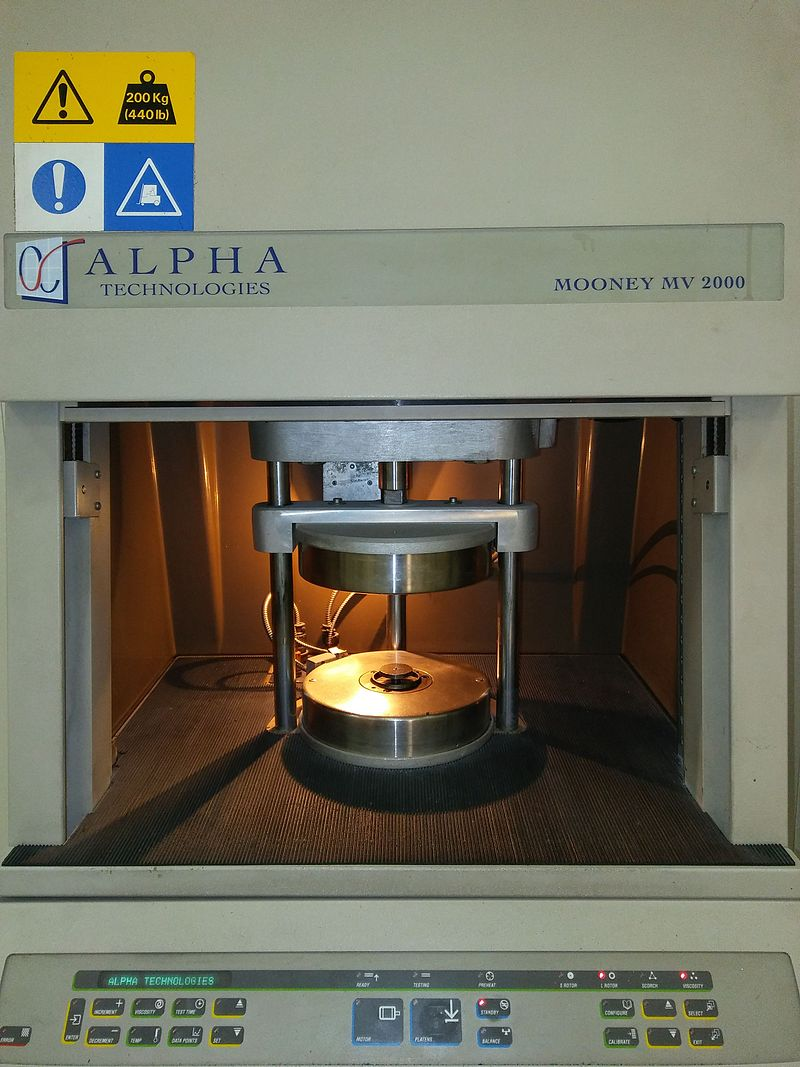 200 Kg
(440 lb)
ALPHA
TECHNOLOGIES
MOONEY MV 2000
ALPHA TECHNOLOGIES
READY
TESTING
PREHEAT
S ROTOR
L ROTOR
SCORCH
VISCOSITY
ERROR
ENTER
INCREMENT
VISCOSITY
TEST TIME
DECREMENT
TEMP
DATA POINTS
SET
MOTOR
PLATENS
STANDBY
BALANCE
CONFIGURE
SELECT
CALIBRATE
EXIT